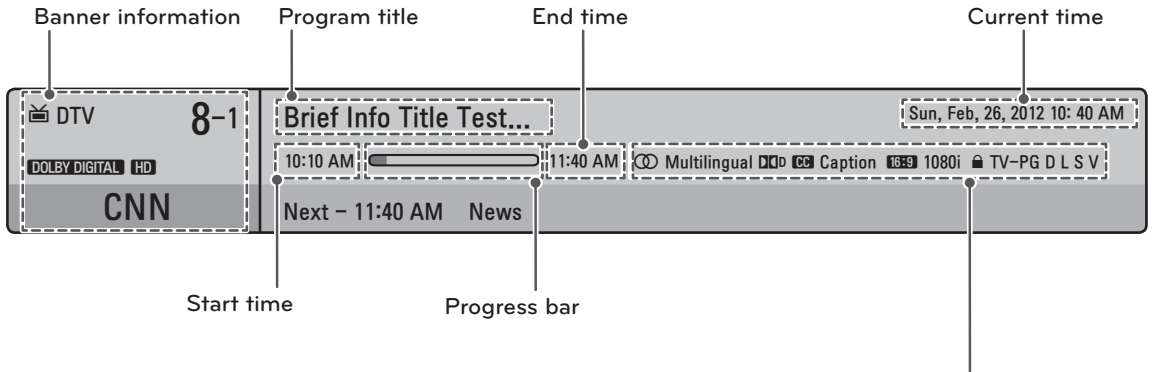 Banner information Program title End time Current time
DTV 8-1 Brief Info Title Test... Sun, Feb, 26, 2012 10: 40 AM
DOLBY DIGITAL HD 10:10 AM 11:40 AM Multilingual DD D CC Caption 16:9 1080i TV-PG D L S V
CNN Next - 11:40 AM News
Start time Progress bar